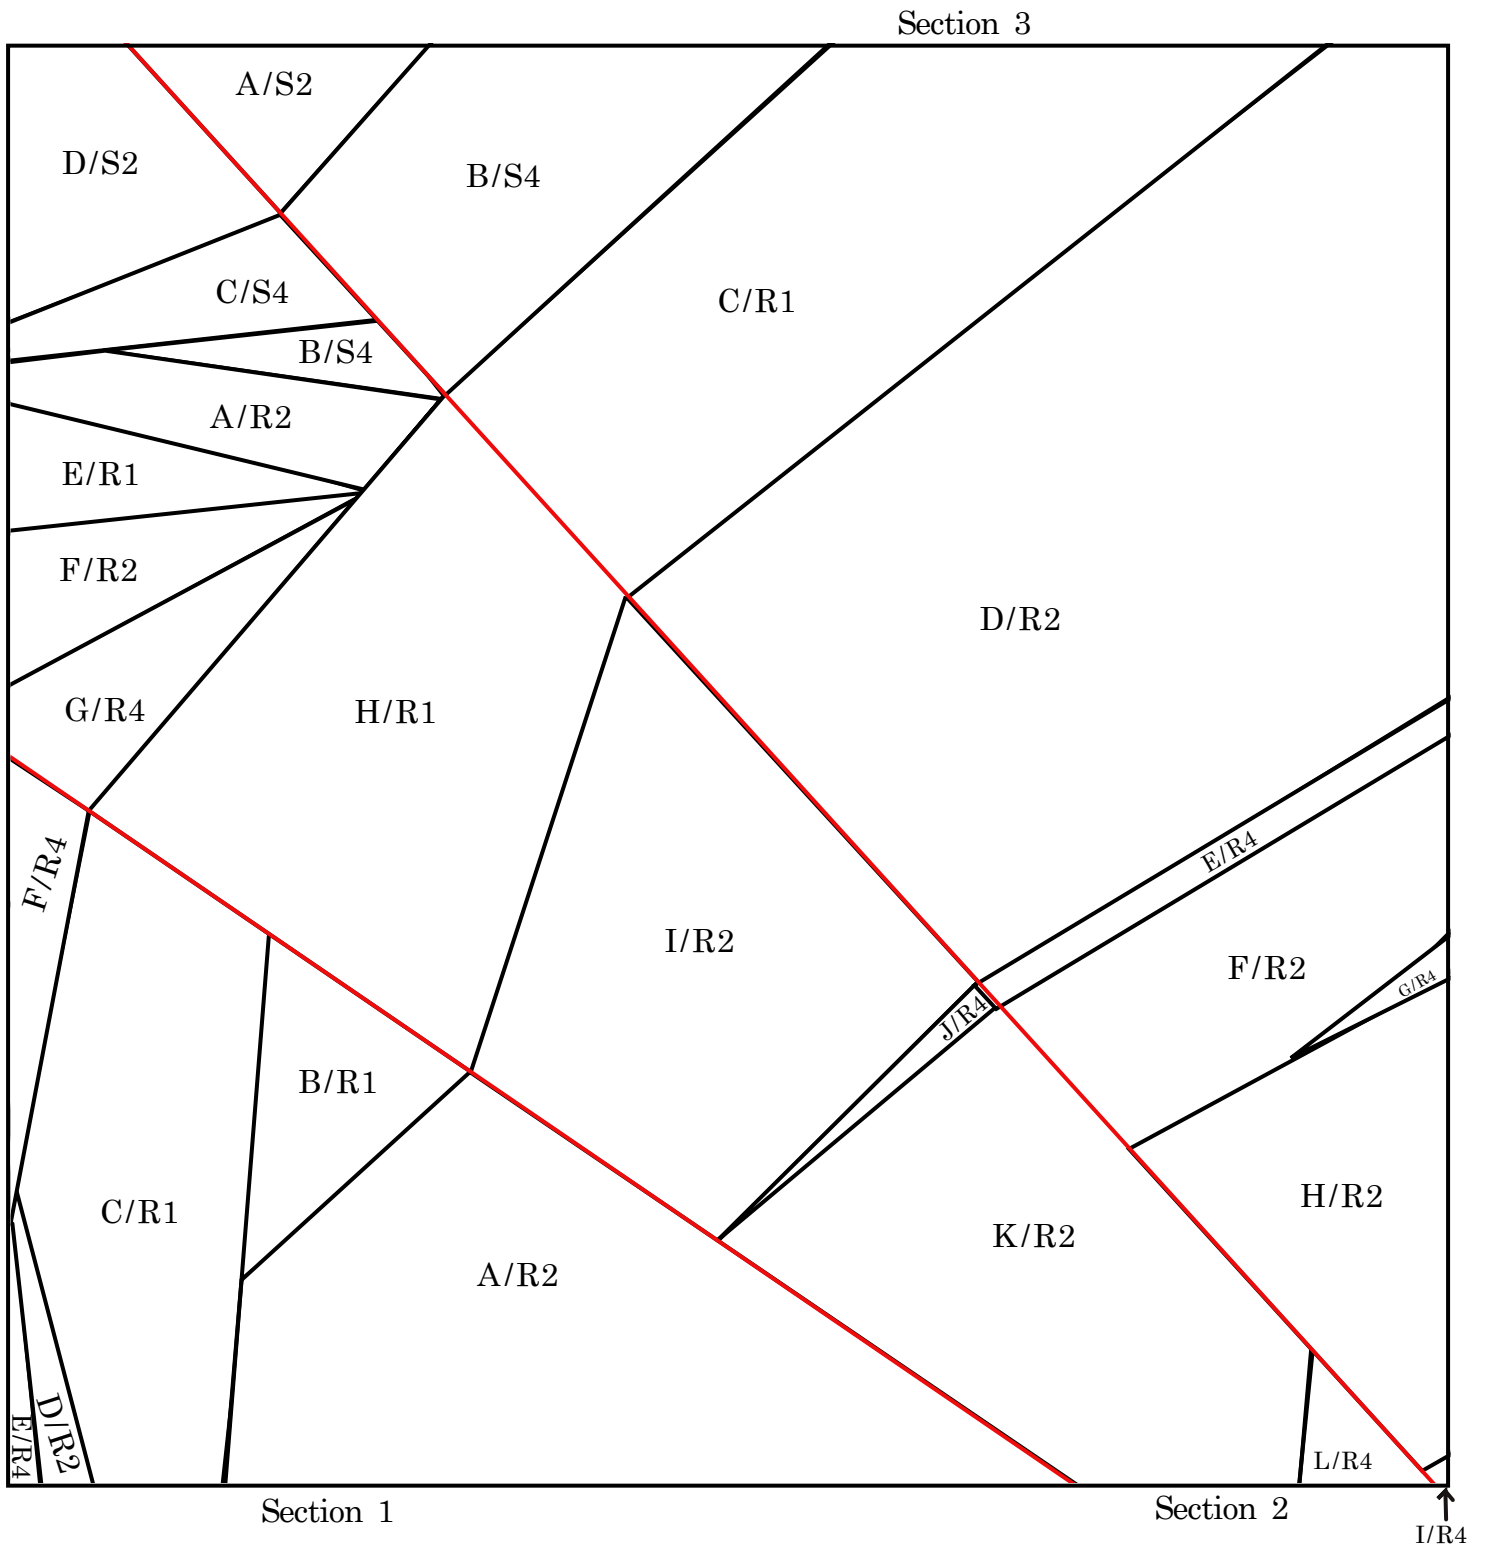 Section 3
A/S2
D/S2
B/S4
C/S4
C/R1
B/S4
A/R2
E/R1
F/R2
D/R2
G/R4
H/R1
E/R4
F/R4
I/R2
F/R2
G/R4
J/R4
B/R1
H/R2
C/R1
K/R2
A/R2
E/R4
D/R2
L/R4
Section 1
Section 2
I/R4